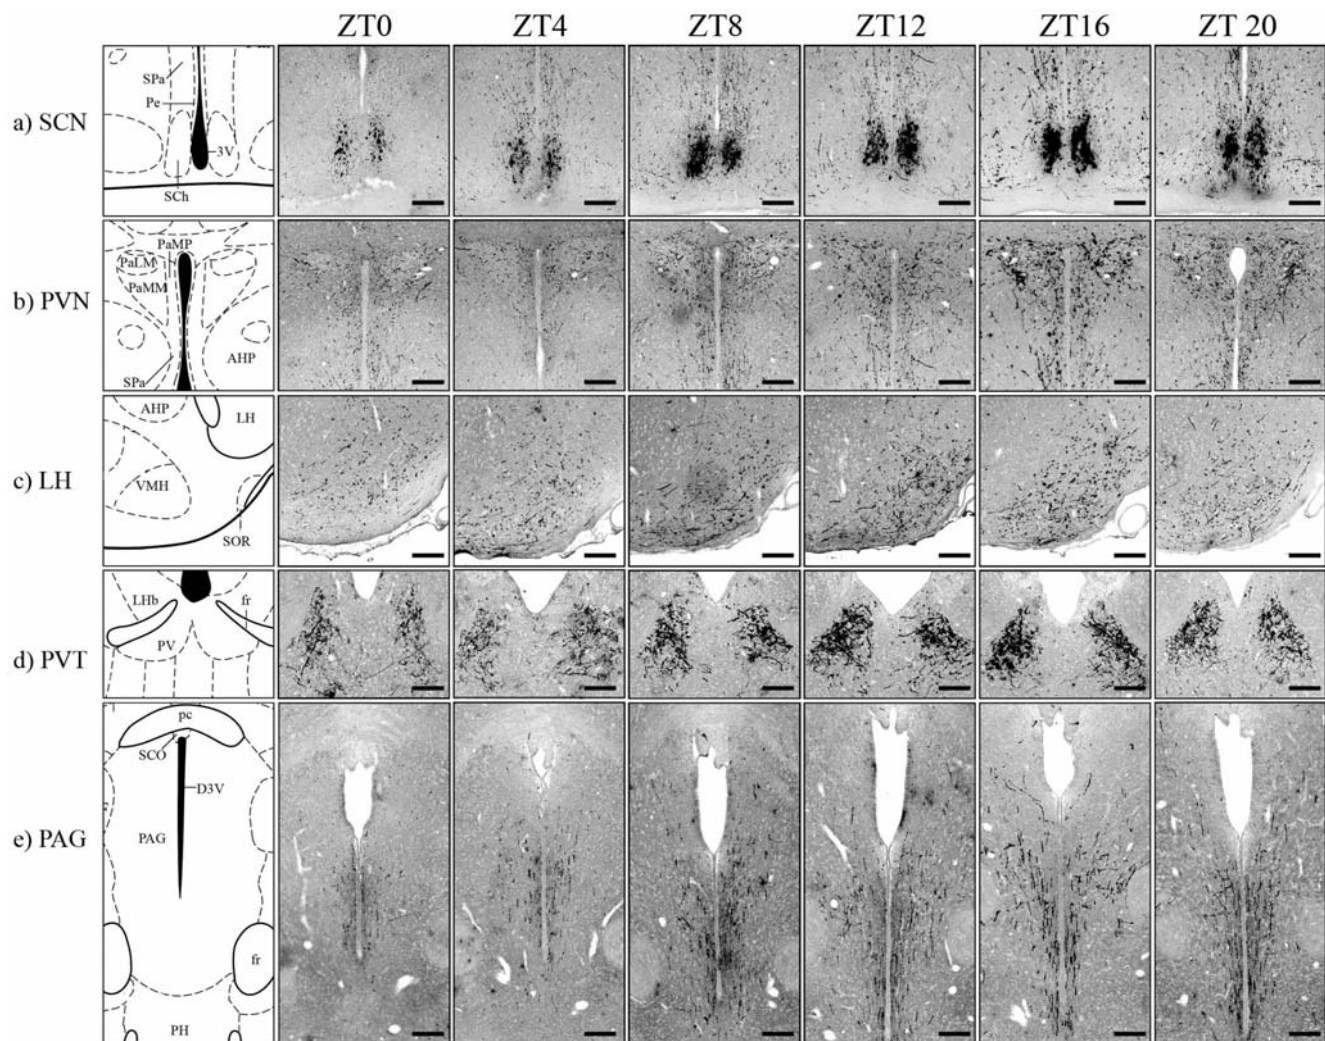 ZT0 ZT4 ZT8 ZT12 ZT16 ZT 20
a) SCN
SPa
Pe
3V
SCh
b) PVN
PaMP
PaLM
PaMM
AHP
SPa
c) LH
AHP
LH
VMH
SOR
d) PVT
LHb fr
PV
e) PAG
pc
SCO
D3V
PAG
fr
PH